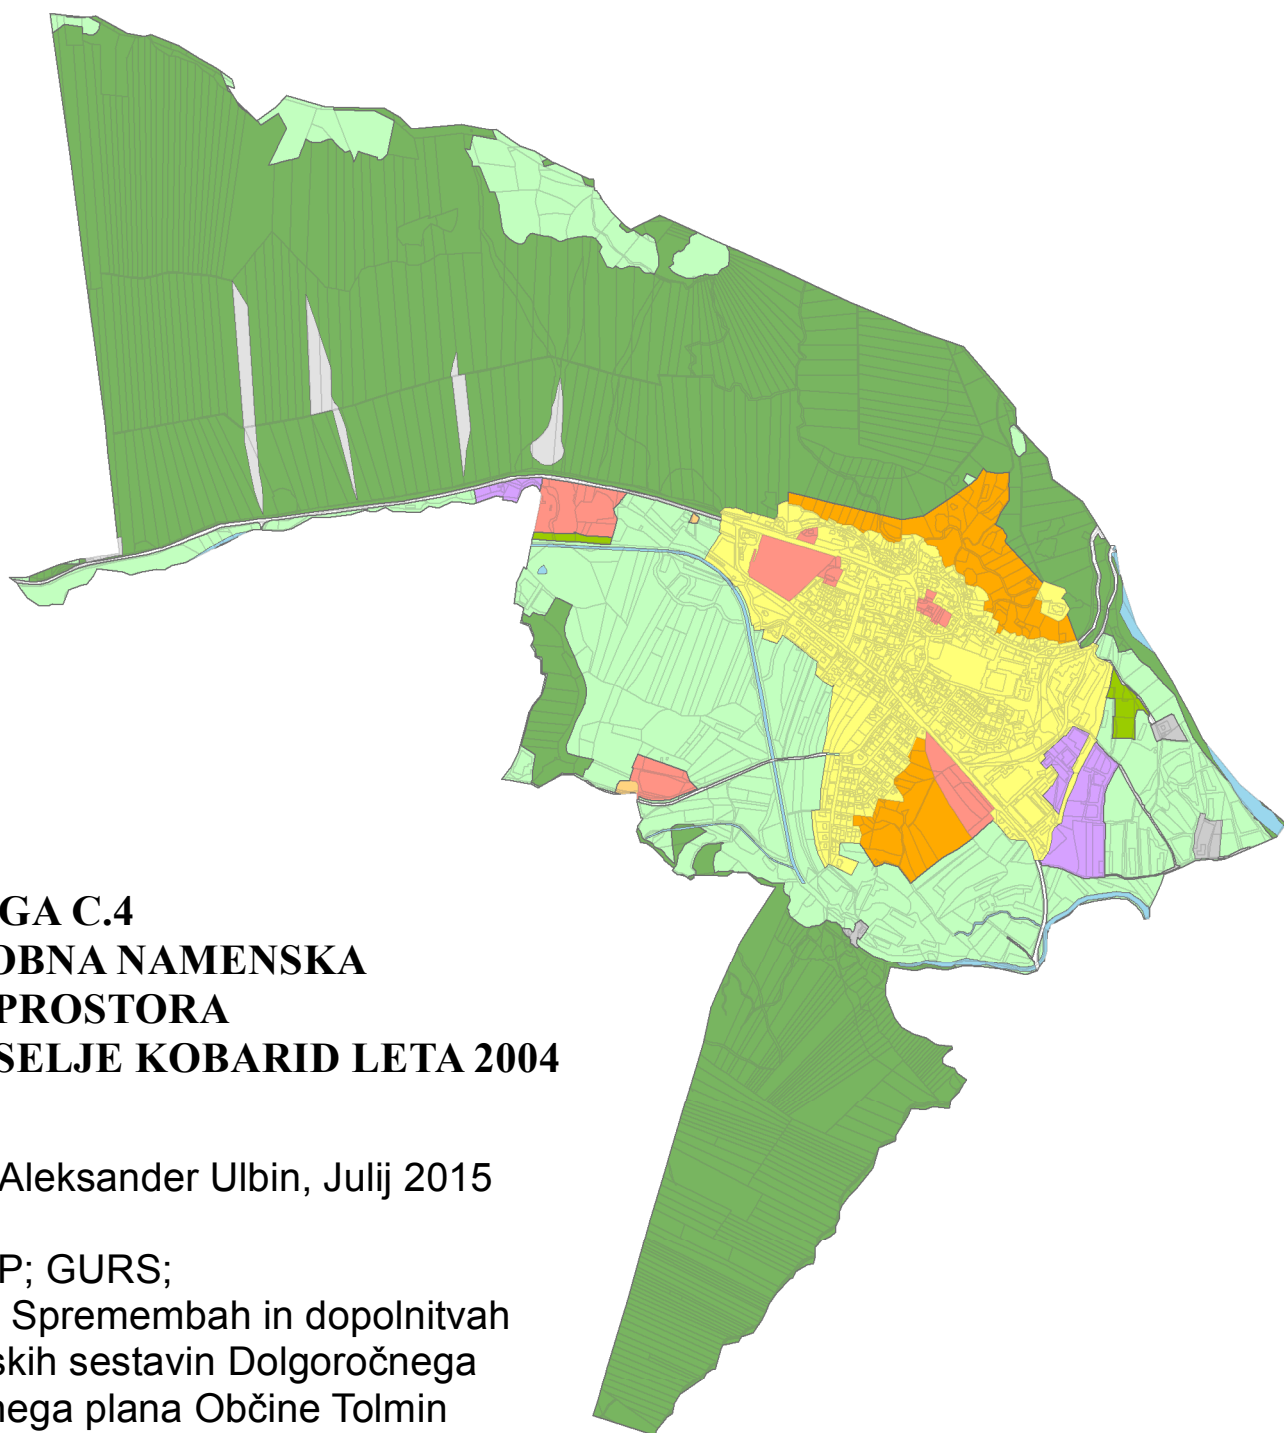 GA C.4
OBNA NAMENSKA
PROSTORA
SELJE KOBARID LETA 2004
Aleksander Ulbin, Julij 2015
P; GURS;
Spremembah in dopolnitvah
skih sestavin Dolgoročnega
nega plana Občine Tolmin